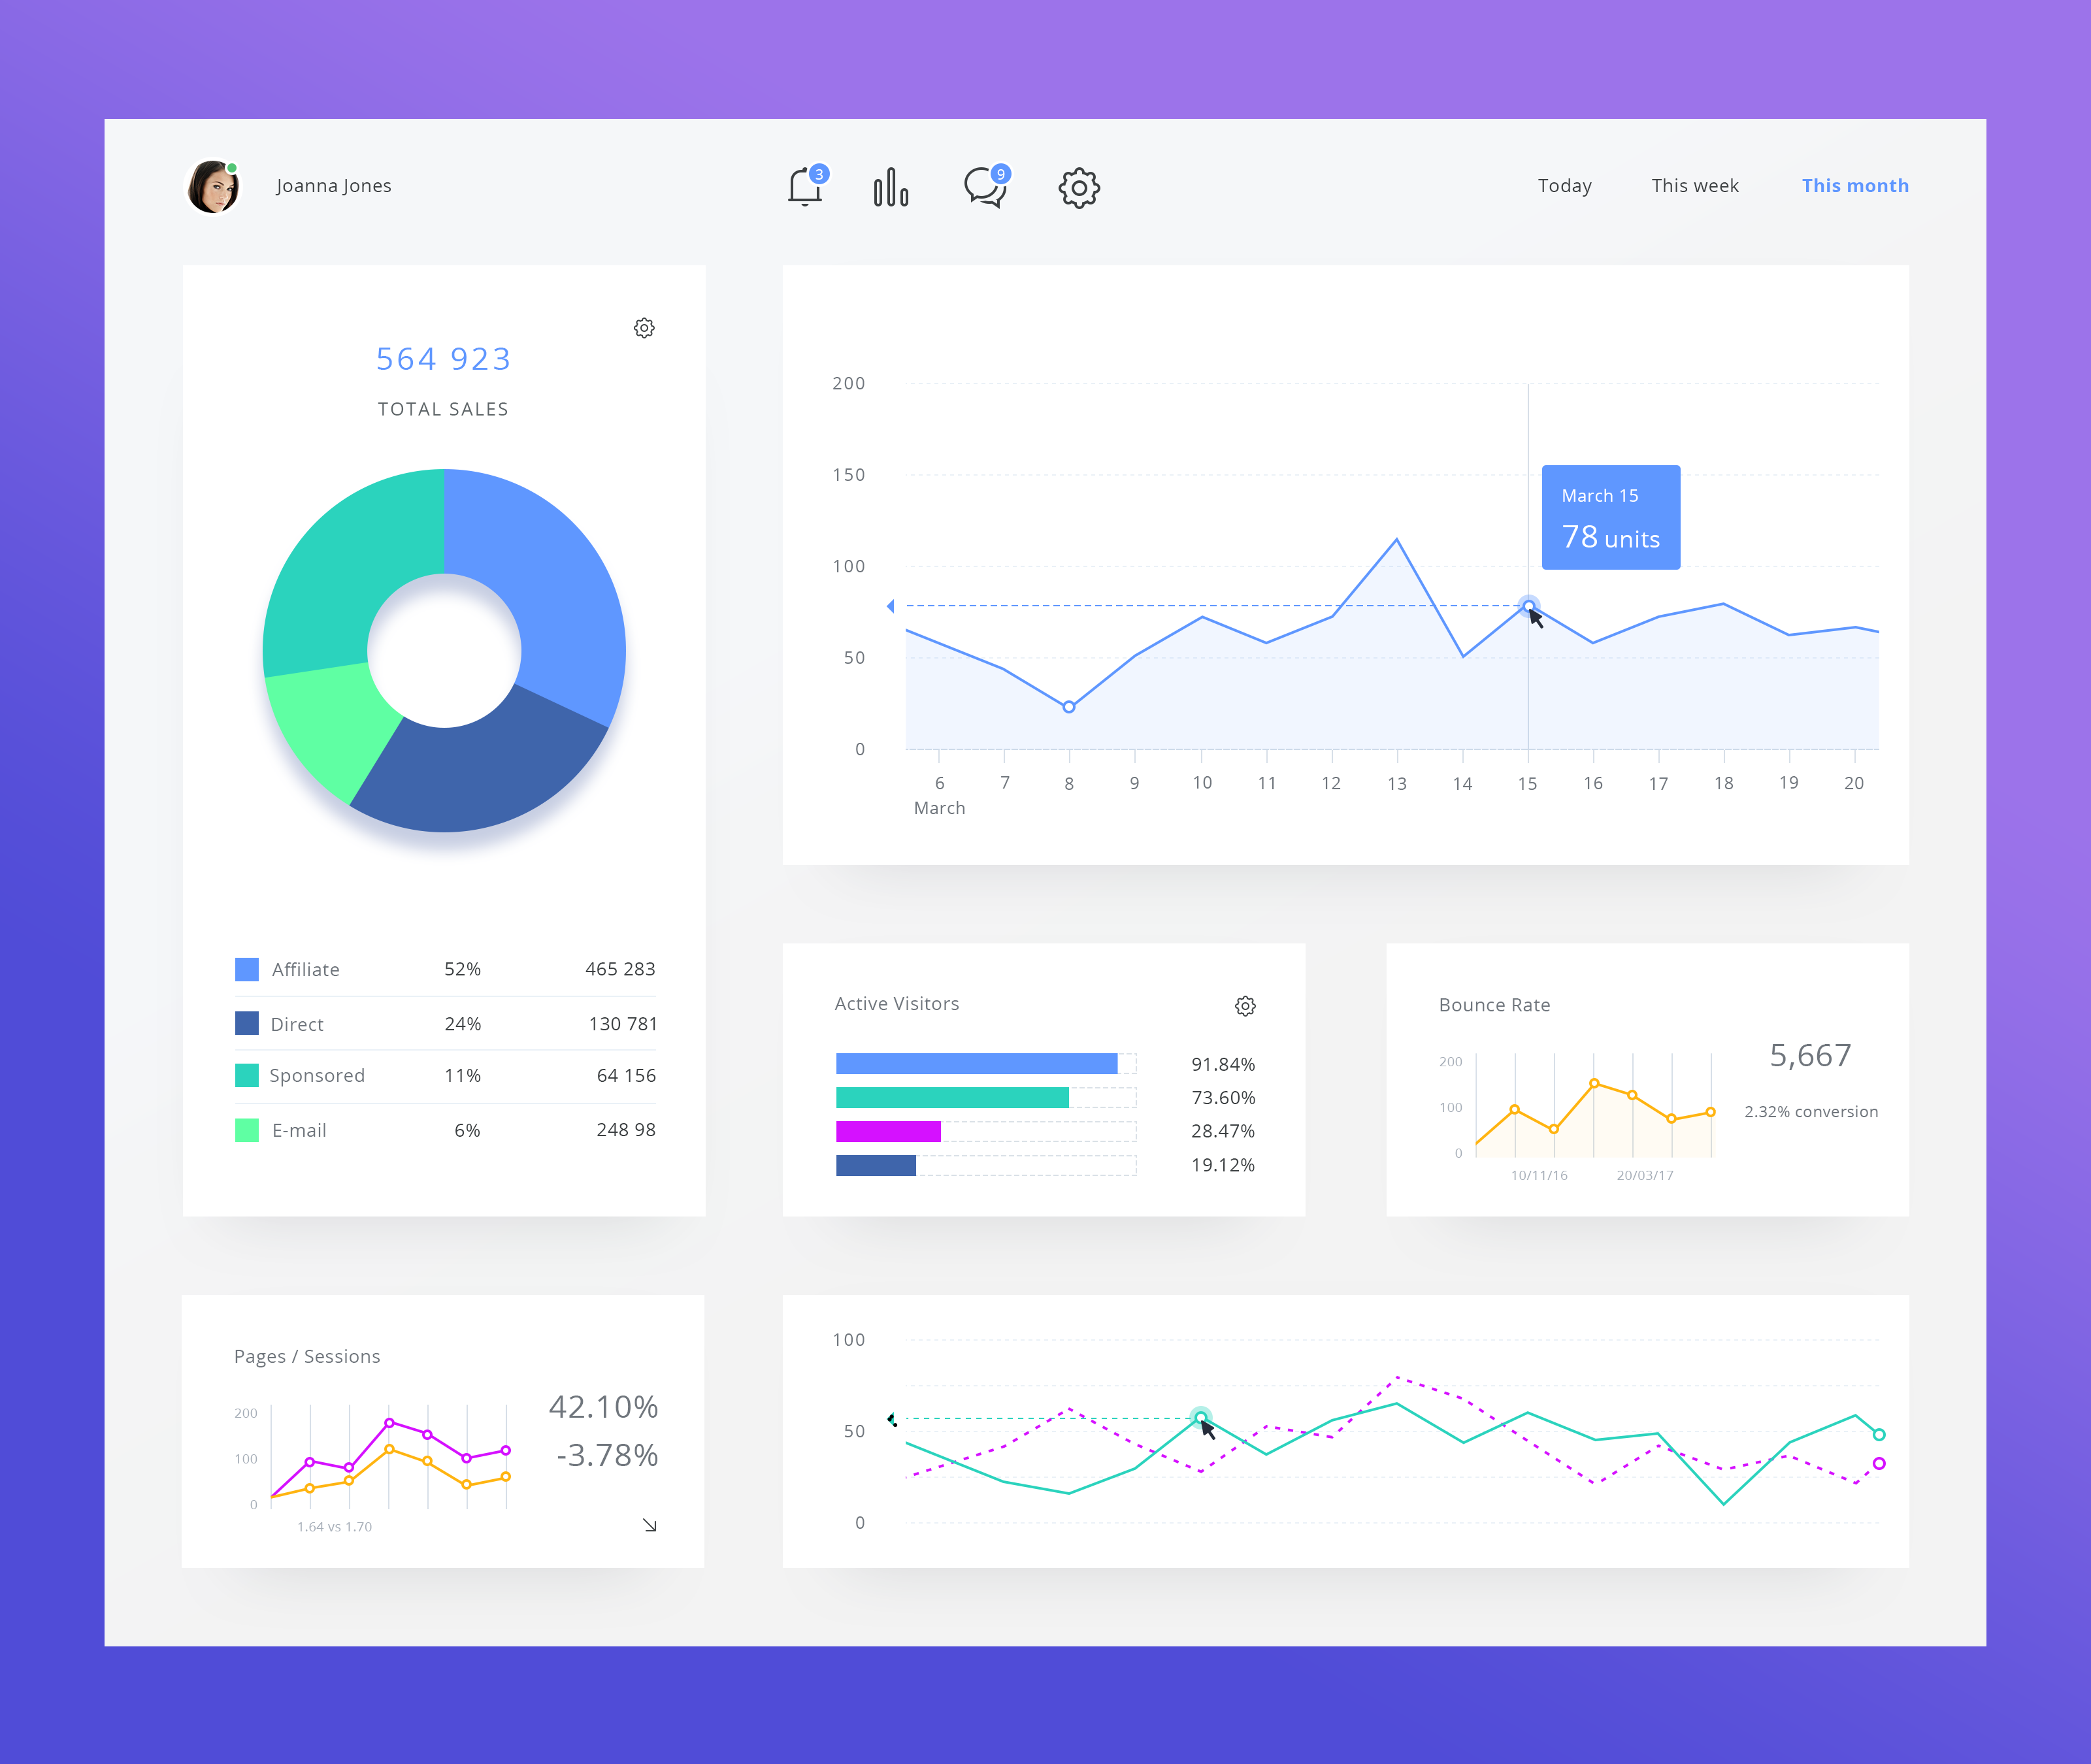 Joanna Jones
3
9
Today This week This month
564 923
TOTAL SALES
Affiliate 52% 465 283
Direct 24% 130 781
Sponsored 11% 64 156
E-mail 6% 248 98
200
150
100
50
0
March 15
78 units
6 7 8 9 10 11 12 13 14 15 16 17 18 19 20
March
Active Visitors
91.84%
73.60%
28.47%
19.12%
Bounce Rate
200
100
0
10/11/16 20/03/17
5,667
2.32% conversion
Pages / Sessions
200
100
0
1.64 vs 1.70
42.10%
-3.78%
100
50
0